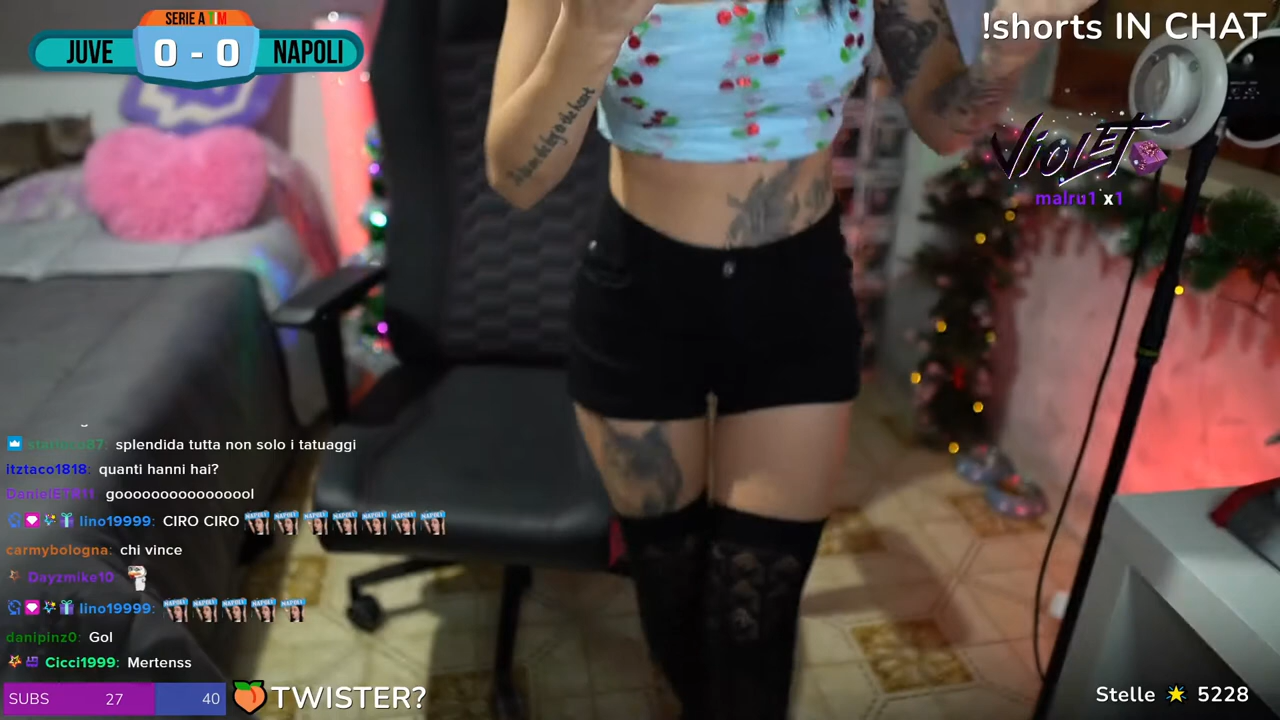 SERIE A TIM
JUVE 0 - 0 NAPOLI
!shorts IN CHAT
VIOLET
malru1 x1
splendida tutta non solo i tatuaggi
itztaco1818: quanti hanni hai?
DanielETR11 gooooooooooooooool
lino19999: CIRO CIRO
carmybologna: chi vince
Dayzmike10
lino19999:
danipinz0: Gol
Cicci1999: Mertenss
SUBS 27 40
TWISTER?
Stelle 5228